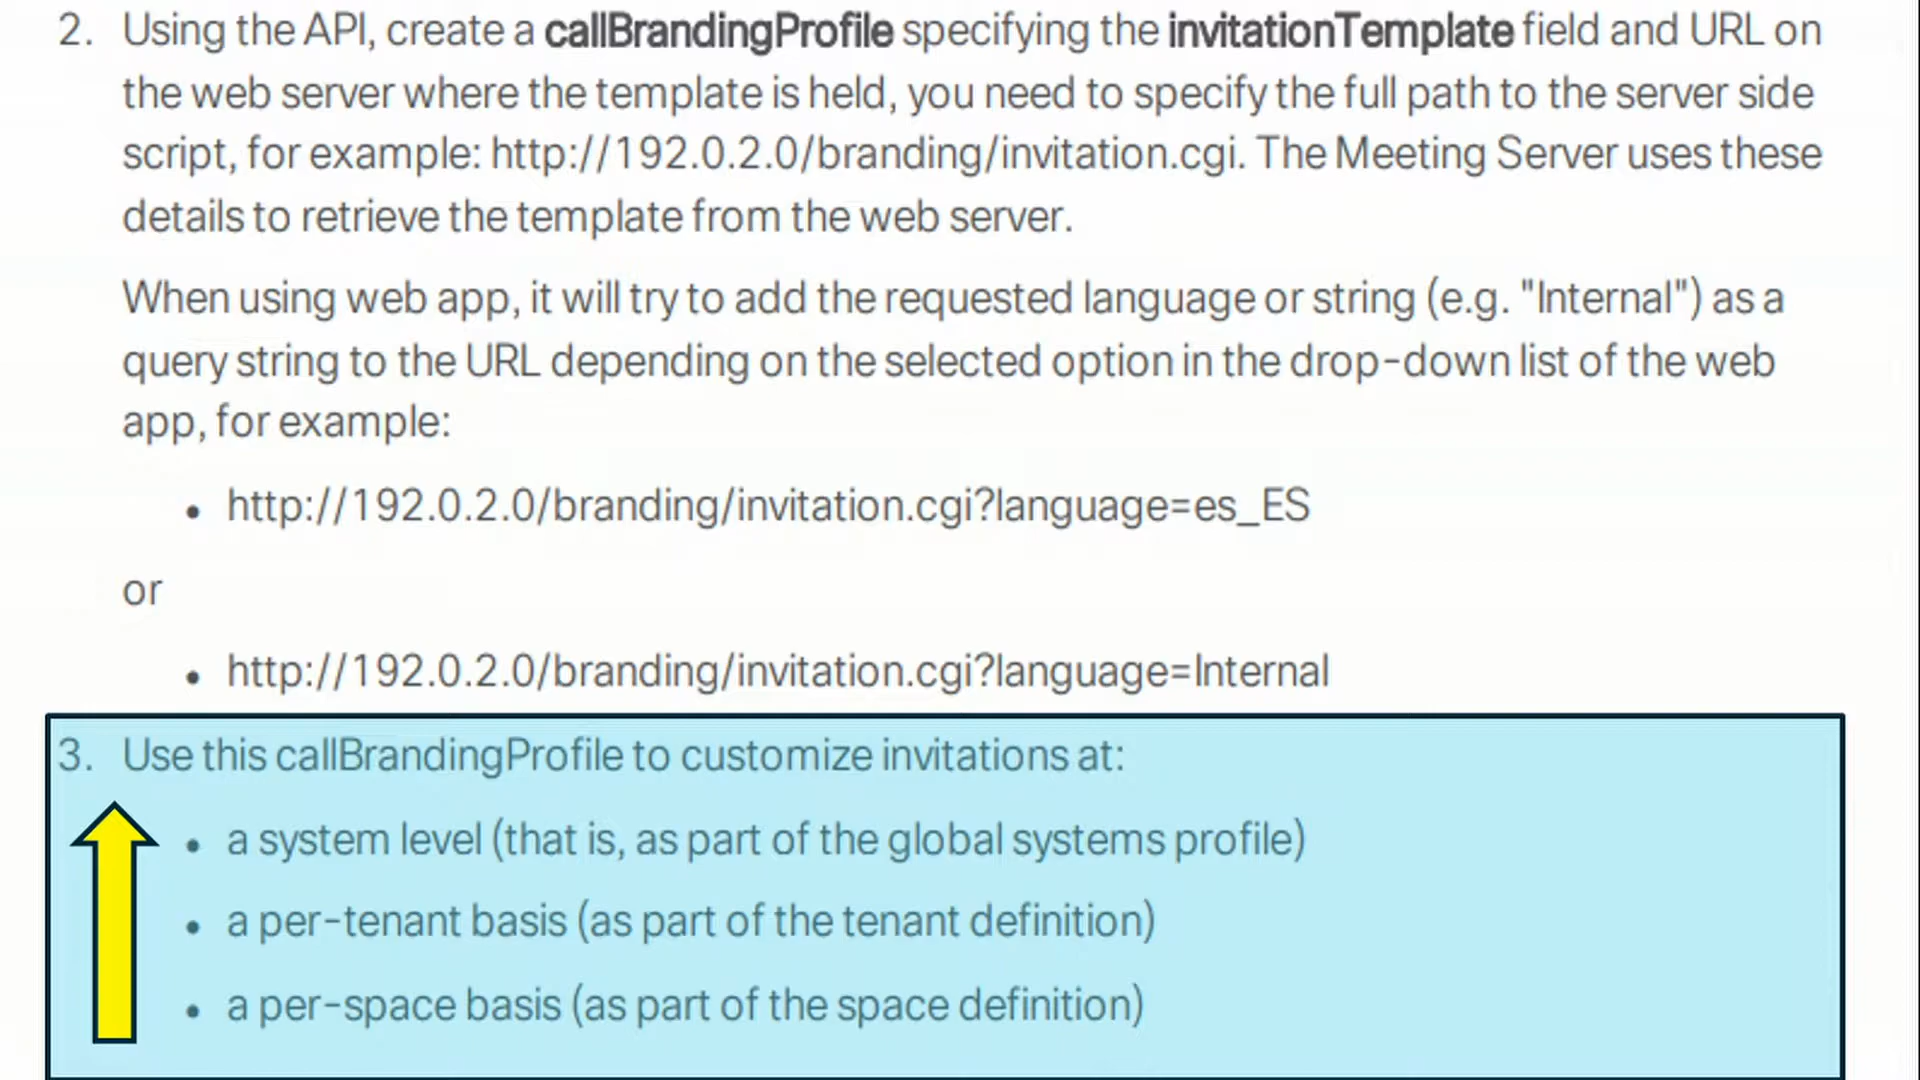 2. Using the API, create a callBrandingProfile specifying the invitationTemplate field and URL on
the web server where the template is held, you need to specify the full path to the server side
script, for example: http://192.0.2.0/branding/invitation.cgi. The Meeting Server uses these
details to retrieve the template from the web server.
When using web app, it will try to add the requested language or string (e.g. "Internal") as a
query string to the URL depending on the selected option in the drop-down list of the web
app, for example:
• http://192.0.2.0/branding/invitation.cgi?language=es_ES
or
• http://192.0.2.0/branding/invitation.cgi?language=Internal
3. Use this callBrandingProfile to customize invitations at:
• a system level (that is, as part of the global systems profile)
• a per-tenant basis (as part of the tenant definition)
• a per-space basis (as part of the space definition)